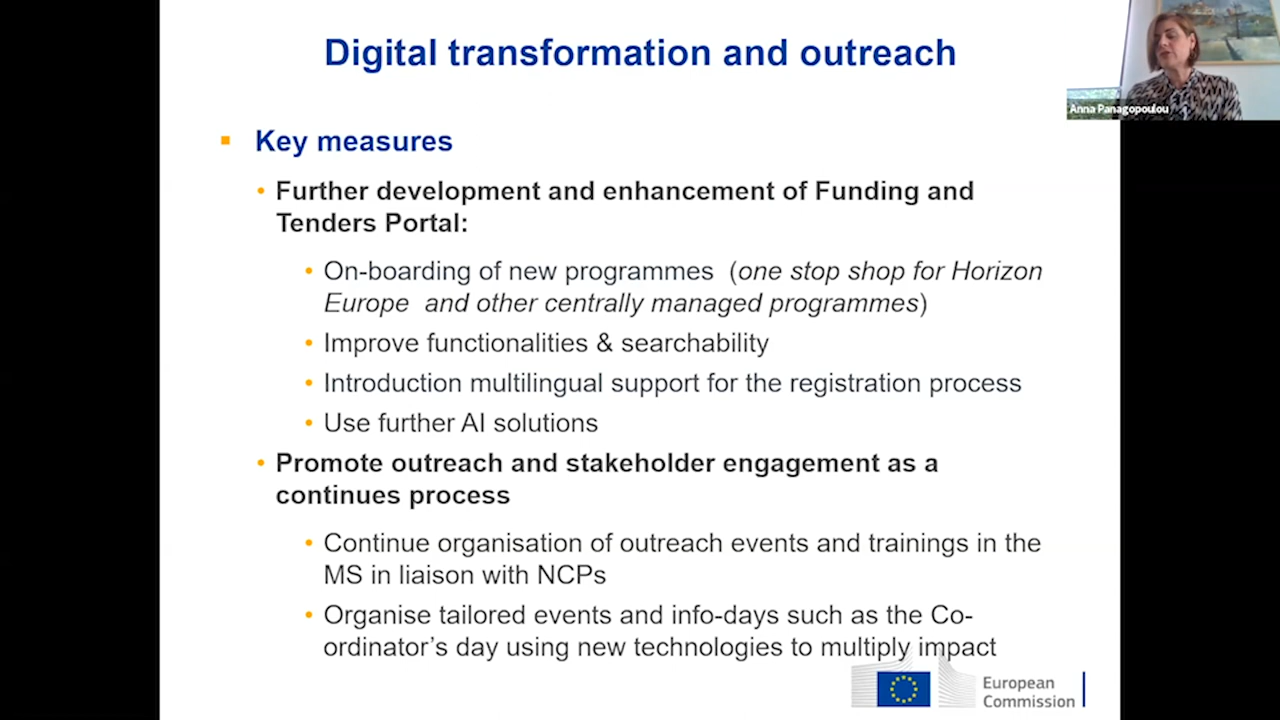 Digital transformation and outreach
Anna Panagopoulou
Key measures
Further development and enhancement of Funding and
Tenders Portal:
On-boarding of new programmes (one stop shop for Horizon
Europe and other centrally managed programmes)
Improve functionalities & searchability
Introduction multilingual support for the registration process
Use further AI solutions
Promote outreach and stakeholder engagement as a
continues process
Continue organisation of outreach events and trainings in the
MS in liaison with NCPs
Organise tailored events and info-days such as the Co-
ordinator’s day using new technologies to multiply impact
European
Commission